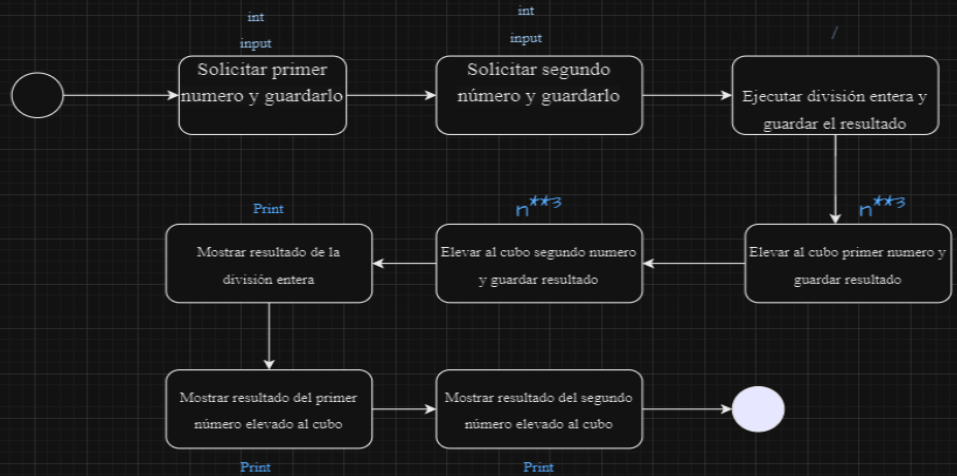 int
input
Solicitar primer
numero y guardarlo
int
input
Solicitar segundo
número y guardarlo
/
Ejecutar división entera y
guardar el resultado
n**3
Elevar al cubo primer numero y
guardar resultado
n**3
Elevar al cubo segundo numero
y guardar resultado
Print
Mostrar resultado de la
división entera
Mostrar resultado del primer
número elevado al cubo
Print
Mostrar resultado del segundo
número elevado al cubo
Print